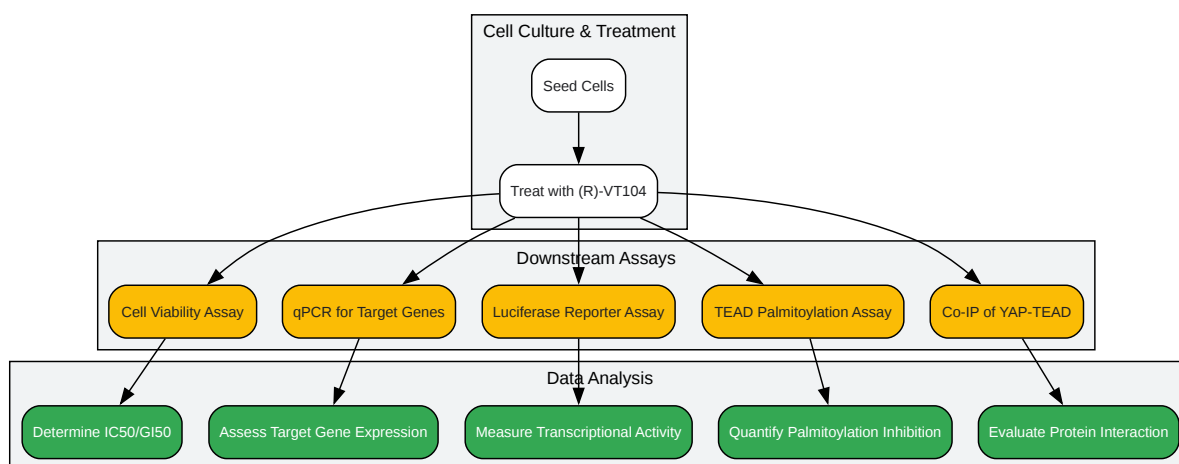 Cell Culture & Treatment
Seed Cells
Treat with (R)-VT104
Downstream Assays
Cell Viability Assay
qPCR for Target Genes
Luciferase Reporter Assay
TEAD Palmitoylation Assay
Co-IP of YAP-TEAD
Data Analysis
Determine IC50/GI50
Assess Target Gene Expression
Measure Transcriptional Activity
Quantify Palmitoylation Inhibition
Evaluate Protein Interaction